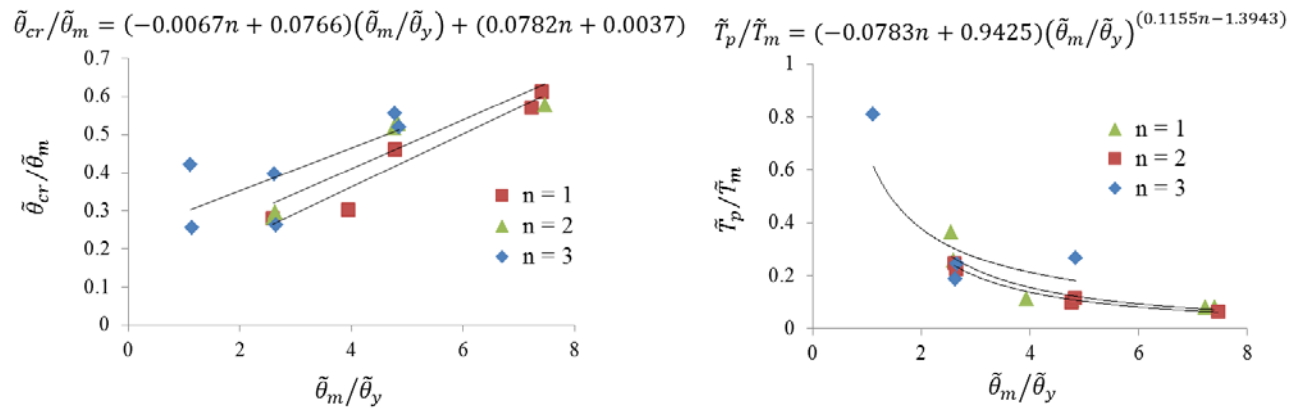 θ̃cr/θ̃m = (−0.0067n + 0.0766)(θ̃m/θ̃y) + (0.0782n + 0.0037)
0.7
0.6
0.5
0.4
0.3
0.2
0.1
0
θ̃cr/θ̃m
n = 1
n = 2
n = 3
0 2 4 6 8
θ̃m/θ̃y
T̃p/T̃m = (−0.0783n + 0.9425)(θ̃m/θ̃y)^(0.1155n−1.3943)
1
0.8
0.6
0.4
0.2
0
T̃p/T̃m
n = 1
n = 2
n = 3
0 2 4 6 8
θ̃m/θ̃y